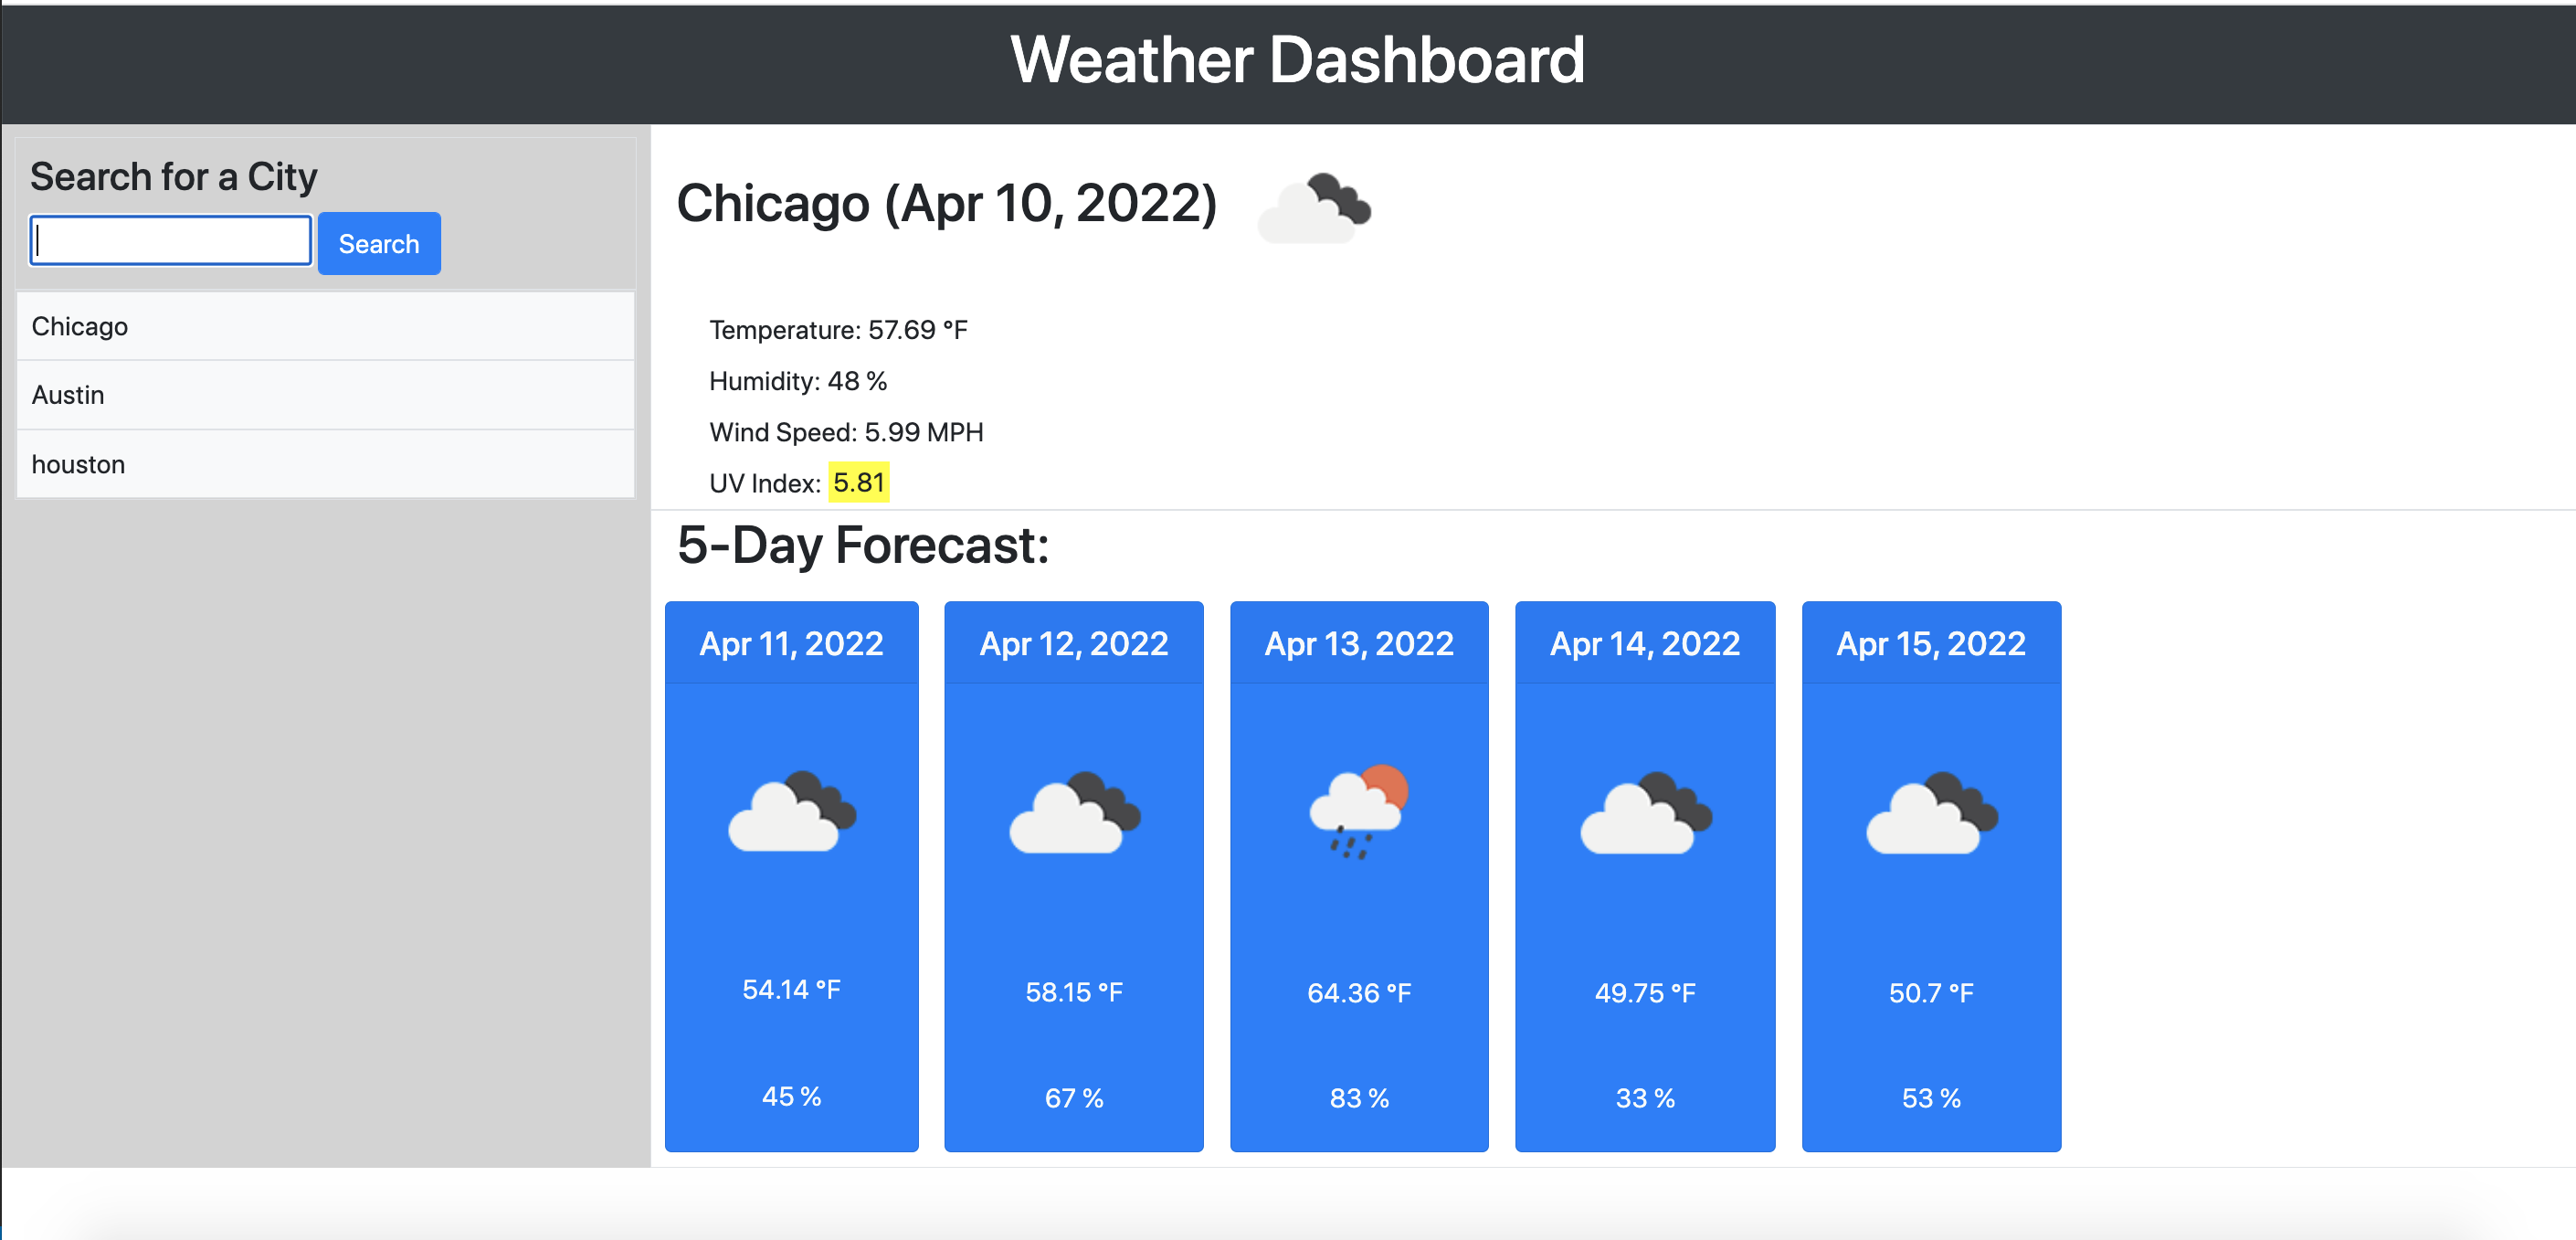 Weather Dashboard
Search for a City
Search
Chicago
Austin
houston
Chicago (Apr 10, 2022)
Temperature: 57.69 °F
Humidity: 48 %
Wind Speed: 5.99 MPH
UV Index: 5.81
5-Day Forecast:
Apr 11, 2022
54.14 °F
45 %
Apr 12, 2022
58.15 °F
67 %
Apr 13, 2022
64.36 °F
83 %
Apr 14, 2022
49.75 °F
33 %
Apr 15, 2022
50.7 °F
53 %